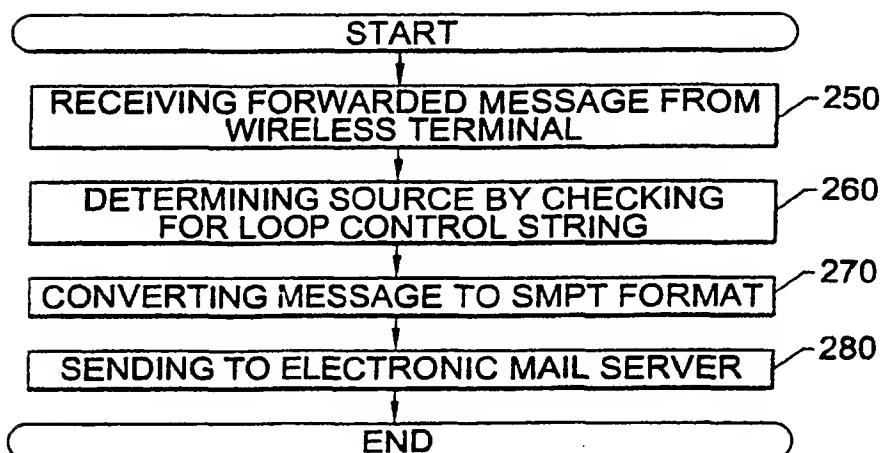 START
RECEIVING FORWARDED MESSAGE FROM
WIRELESS TERMINAL
250
DETERMINING SOURCE BY CHECKING
FOR LOOP CONTROL STRING
260
CONVERTING MESSAGE TO SMPT FORMAT
270
SENDING TO ELECTRONIC MAIL SERVER
280
END